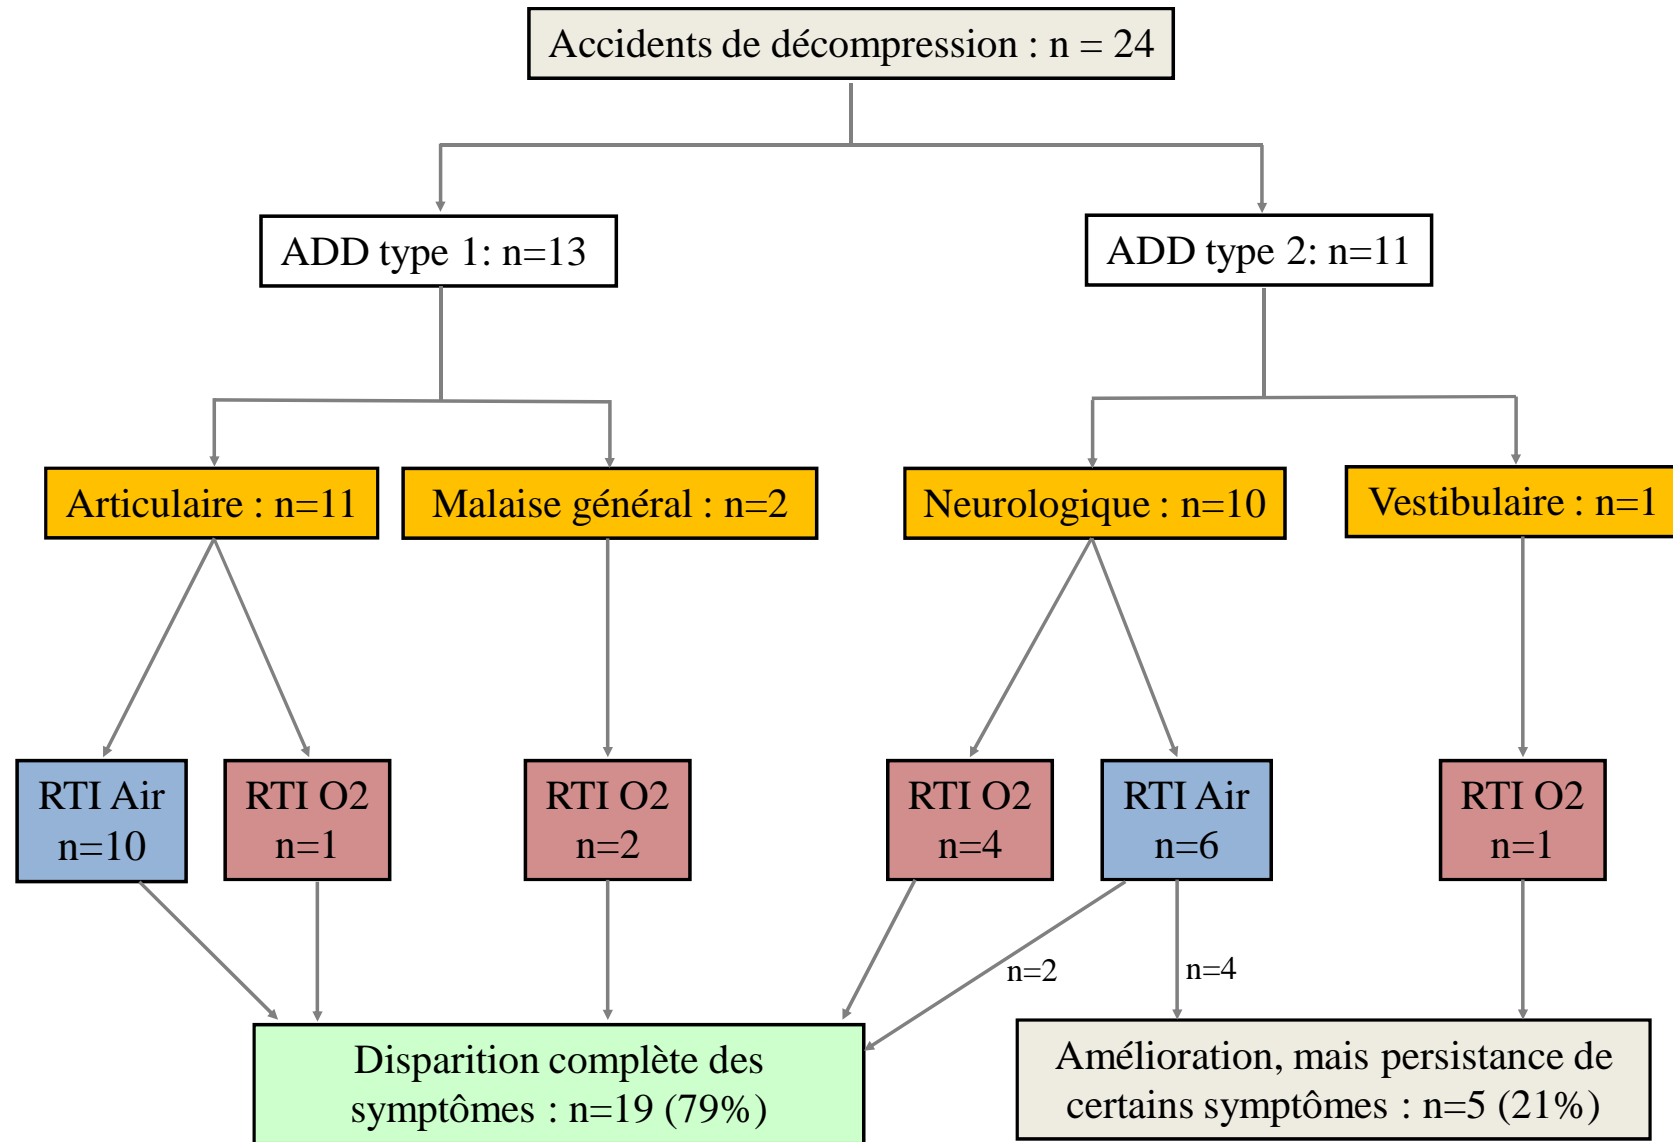 Accidents de décompression : n = 24
ADD type 1: n=13
ADD type 2: n=11
Articulaire : n=11
Malaise général : n=2
Neurologique : n=10
Vestibulaire : n=1
RTI Air
n=10
RTI O2
n=1
RTI O2
n=2
RTI O2
n=4
RTI Air
n=6
RTI O2
n=1
n=2
n=4
Disparition complète des
symptômes : n=19 (79%)
Amélioration, mais persistance de
certains symptômes : n=5 (21%)